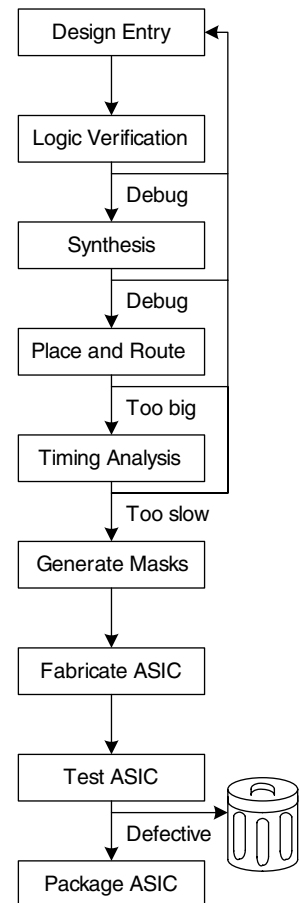 Design Entry
Logic Verification
Debug
Synthesis
Debug
Place and Route
Too big
Timing Analysis
Too slow
Generate Masks
Fabricate ASIC
Test ASIC
Defective
Package ASIC